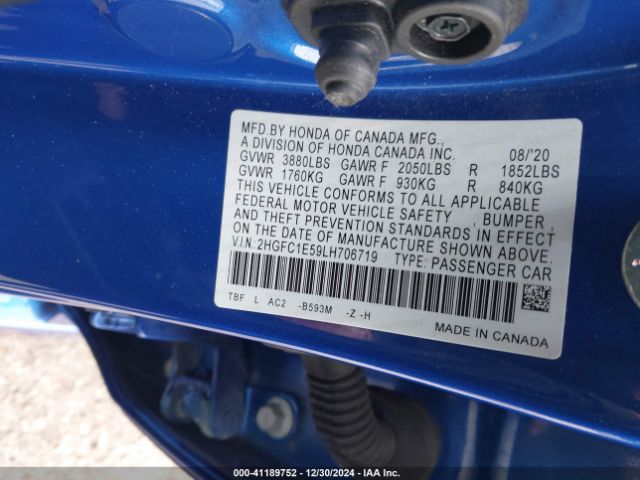 MFD.BY HONDA OF CANADA MFG.,
A DIVISION OF HONDA CANADA INC. 08/'20
GVWR 3880LBS GAWR F 2050LBS R 1852LBS
GVWR 1760KG GAWR F 930KG R 840KG
THIS VEHICLE CONFORMS TO ALL APPLICABLE
FEDERAL MOTOR VEHICLE SAFETY , BUMPER ,
AND THEFT PREVENTION STANDARDS IN EFFECT
ON THE DATE OF MANUFACTURE SHOWN ABOVE.
V.I.N.: 2HGFC1E59LH706719 TYPE: PASSENGER CAR
TBF L AC2 -B593M -Z -H
MADE IN CANADA
000-41189752 — 12/30/2024 — IAA Inc.